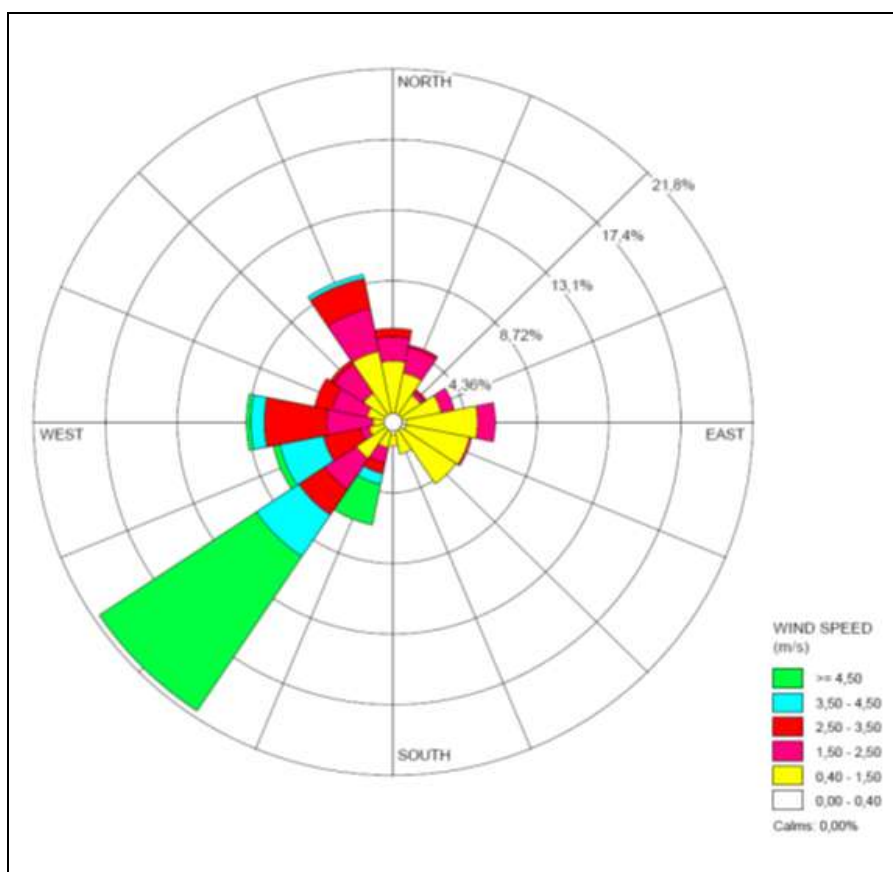 NORTH
21,8%
17,4%
13,1%
8,72%
4,36%
WEST
EAST
SOUTH
WIND SPEED
(m/s)
>= 4,50
3,50 - 4,50
2,50 - 3,50
1,50 - 2,50
0,40 - 1,50
0,00 - 0,40
Calms: 0,00%